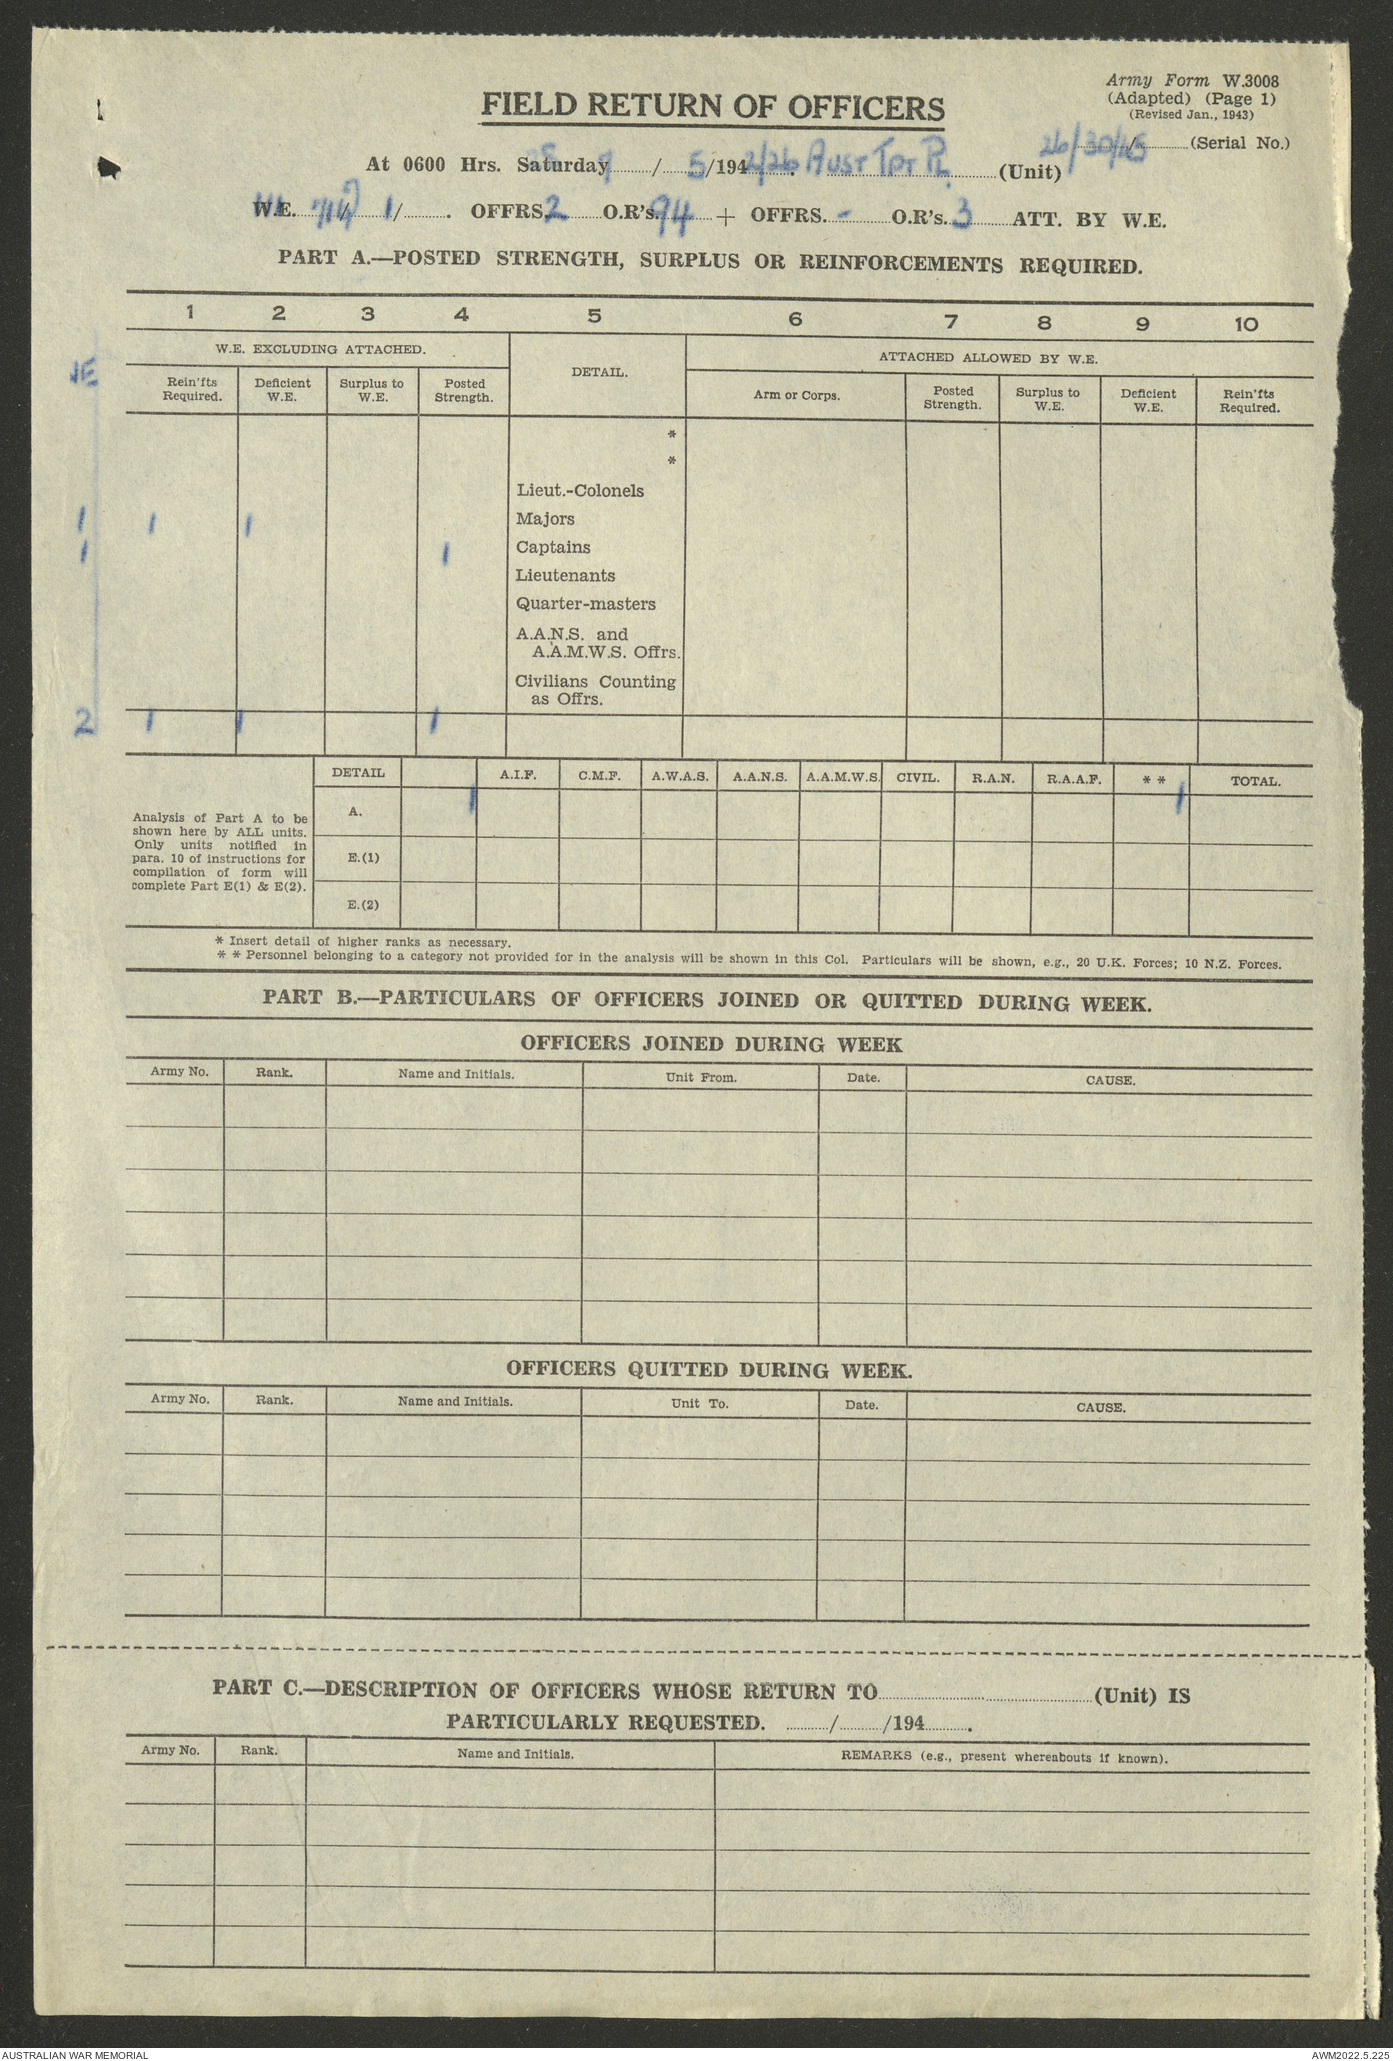 Army Form W.3008
(Adapted) (Page 1)
(Revised Jan., 1943)
FIELD RETURN OF OFFICERS
26/30/45 (Serial No.)
At 0600 Hrs. Saturday / 5/194 2/26 AUST TPT PL (Unit)
W.E. / 1/ . OFFRS. 2 O.R's. 94 + OFFRS. - O.R's. 3 ATT. BY W.E.
PART A.—POSTED STRENGTH, SURPLUS OR REINFORCEMENTS REQUIRED.
1 2 3 4 5 6 7 8 9 10
W.E. EXCLUDING ATTACHED. DETAIL. ATTACHED ALLOWED BY W.E.
WE Rein'fts Required. Deficient W.E. Surplus to W.E. Posted Strength. Arm or Corps. Posted Strength. Surplus to W.E. Deficient W.E. Rein'fts Required.
*
*
Lieut.-Colonels
1 1 1 Majors
1 1 Captains
Lieutenants
Quarter-masters
A.A.N.S. and
A.A.M.W.S. Offrs.
Civilians Counting
as Offrs.
2 1 1 1
DETAIL A.I.F. C.M.F. A.W.A.S. A.A.N.S. A.A.M.W.S. CIVIL. R.A.N. R.A.A.F. * * TOTAL.
A. 1 1
Analysis of Part A to be
shown here by ALL units.
Only units notified in
para. 10 of instructions for
compilation of form will
complete Part E(1) & E(2).
E.(1)
E.(2)
* Insert detail of higher ranks as necessary.
* * Personnel belonging to a category not provided for in the analysis will be shown in this Col. Particulars will be shown, e.g., 20 U.K. Forces; 10 N.Z. Forces.
PART B.—PARTICULARS OF OFFICERS JOINED OR QUITTED DURING WEEK.
OFFICERS JOINED DURING WEEK
Army No. Rank. Name and Initials. Unit From. Date. CAUSE.
OFFICERS QUITTED DURING WEEK.
Army No. Rank. Name and Initials. Unit To. Date. CAUSE.
PART C.—DESCRIPTION OF OFFICERS WHOSE RETURN TO (Unit) IS
PARTICULARLY REQUESTED. / /194 .
Army No. Rank. Name and Initials. REMARKS (e.g., present whereabouts if known).
AUSTRALIAN WAR MEMORIAL
AWM2022.5.225